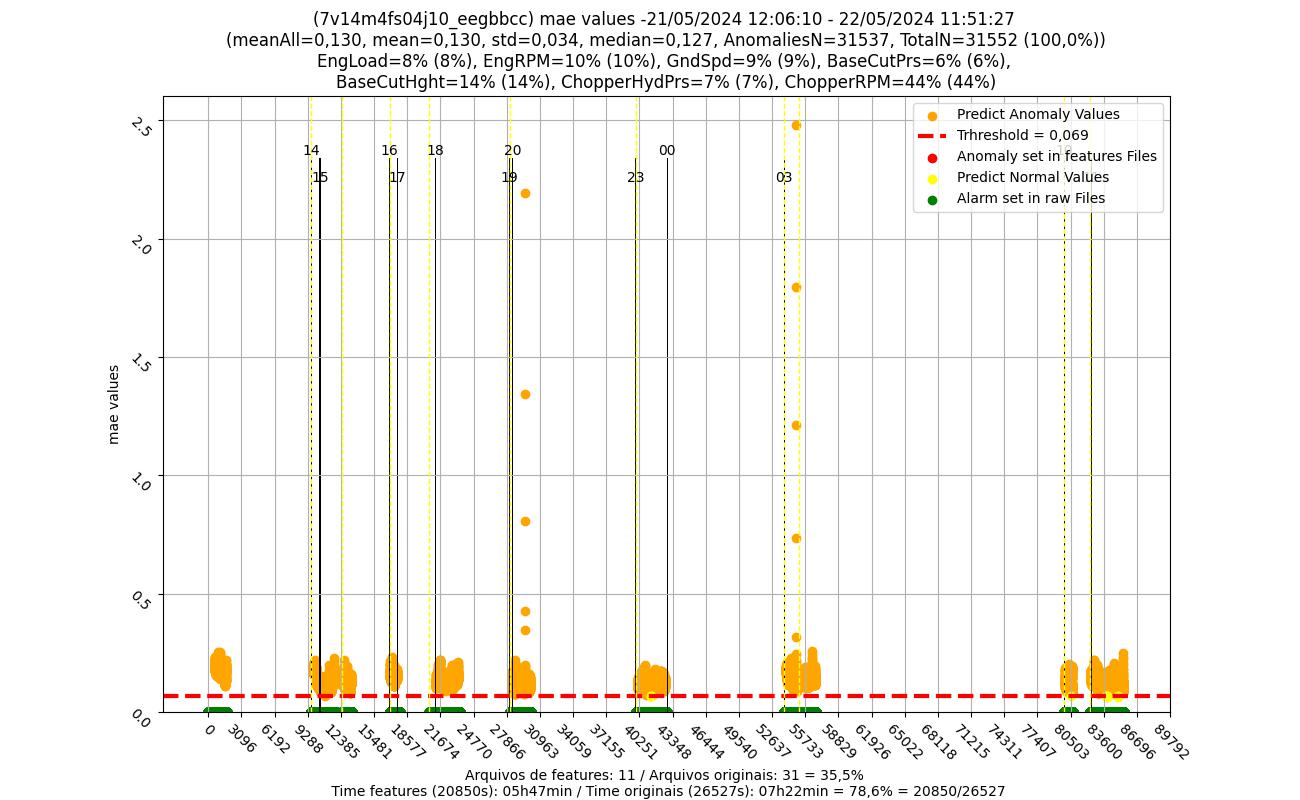 (7v14m4fs04j10_eegbbcc) mae values -21/05/2024 12:06:10 - 22/05/2024 11:51:27
(meanAll=0,130, mean=0,130, std=0,034, median=0,127, AnomaliesN=31537, TotalN=31552 (100,0%))
EngLoad=8% (8%), EngRPM=10% (10%), GndSpd=9% (9%), BaseCutPrs=6% (6%),
BaseCutHght=14% (14%), ChopperHydPrs=7% (7%), ChopperRPM=44% (44%)
Predict Anomaly Values
Trhreshold = 0,069
Anomaly set in features Files
Predict Normal Values
Alarm set in raw Files
14 16 18 20 00
15 17 19 23 03
mae values
2.5
2.0
1.5
1.0
0.5
0.0
0 3096 6192 9288 12385 15481 18577 21674 24770 27866 30963 34059 37155 40251 43348 46444 49540 52637 55733 58829 61926 65022 68118 71215 74311 77407 80503 83600 86696 89792
Arquivos de features: 11 / Arquivos originais: 31 = 35,5%
Time features (20850s): 05h47min / Time originais (26527s): 07h22min = 78,6% = 20850/26527